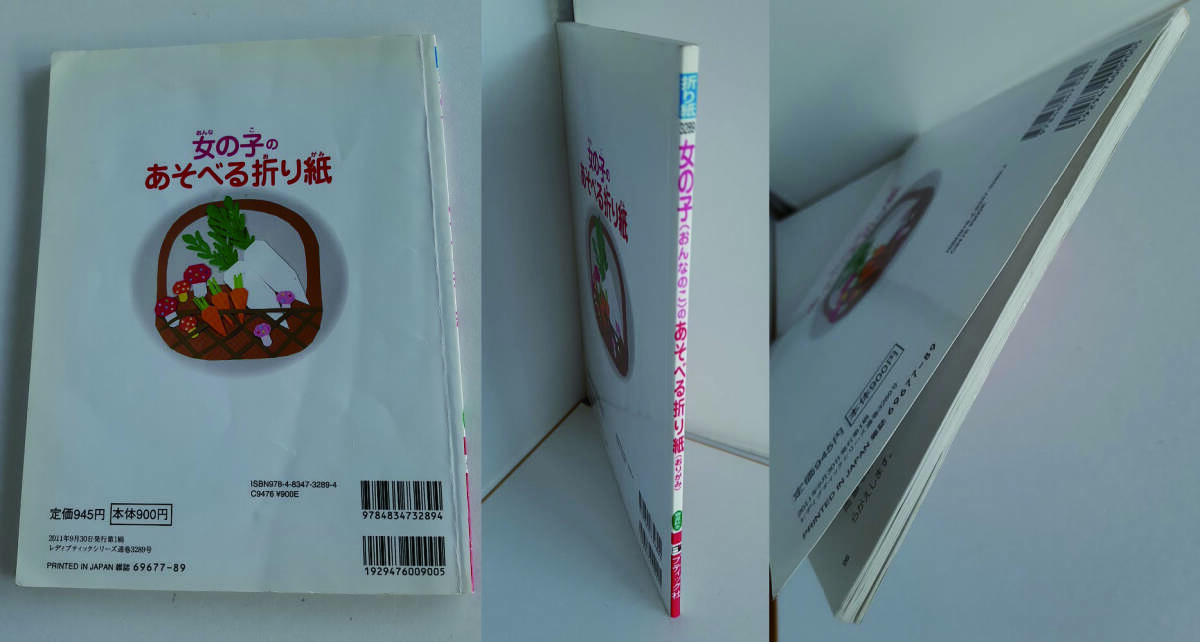 おんな こ
女の子の
お がみ
あそべる折り紙
ISBN978-4-8347-3289-4
C9476 ¥900E
定価945円 本体900円
9784834732894
2011年9月30日発行第1刷
レディブティックシリーズ通巻3289号
1929476009005
PRINTED IN JAPAN 雑誌 69677-89
女の子の
あそべる折り紙
折り紙
3289
女の子(おんなのこ)のあそべる折り紙(おりがみ)
ブティック社
定価945円 本体900円
PRINTED IN JAPAN 雑誌 69677-89